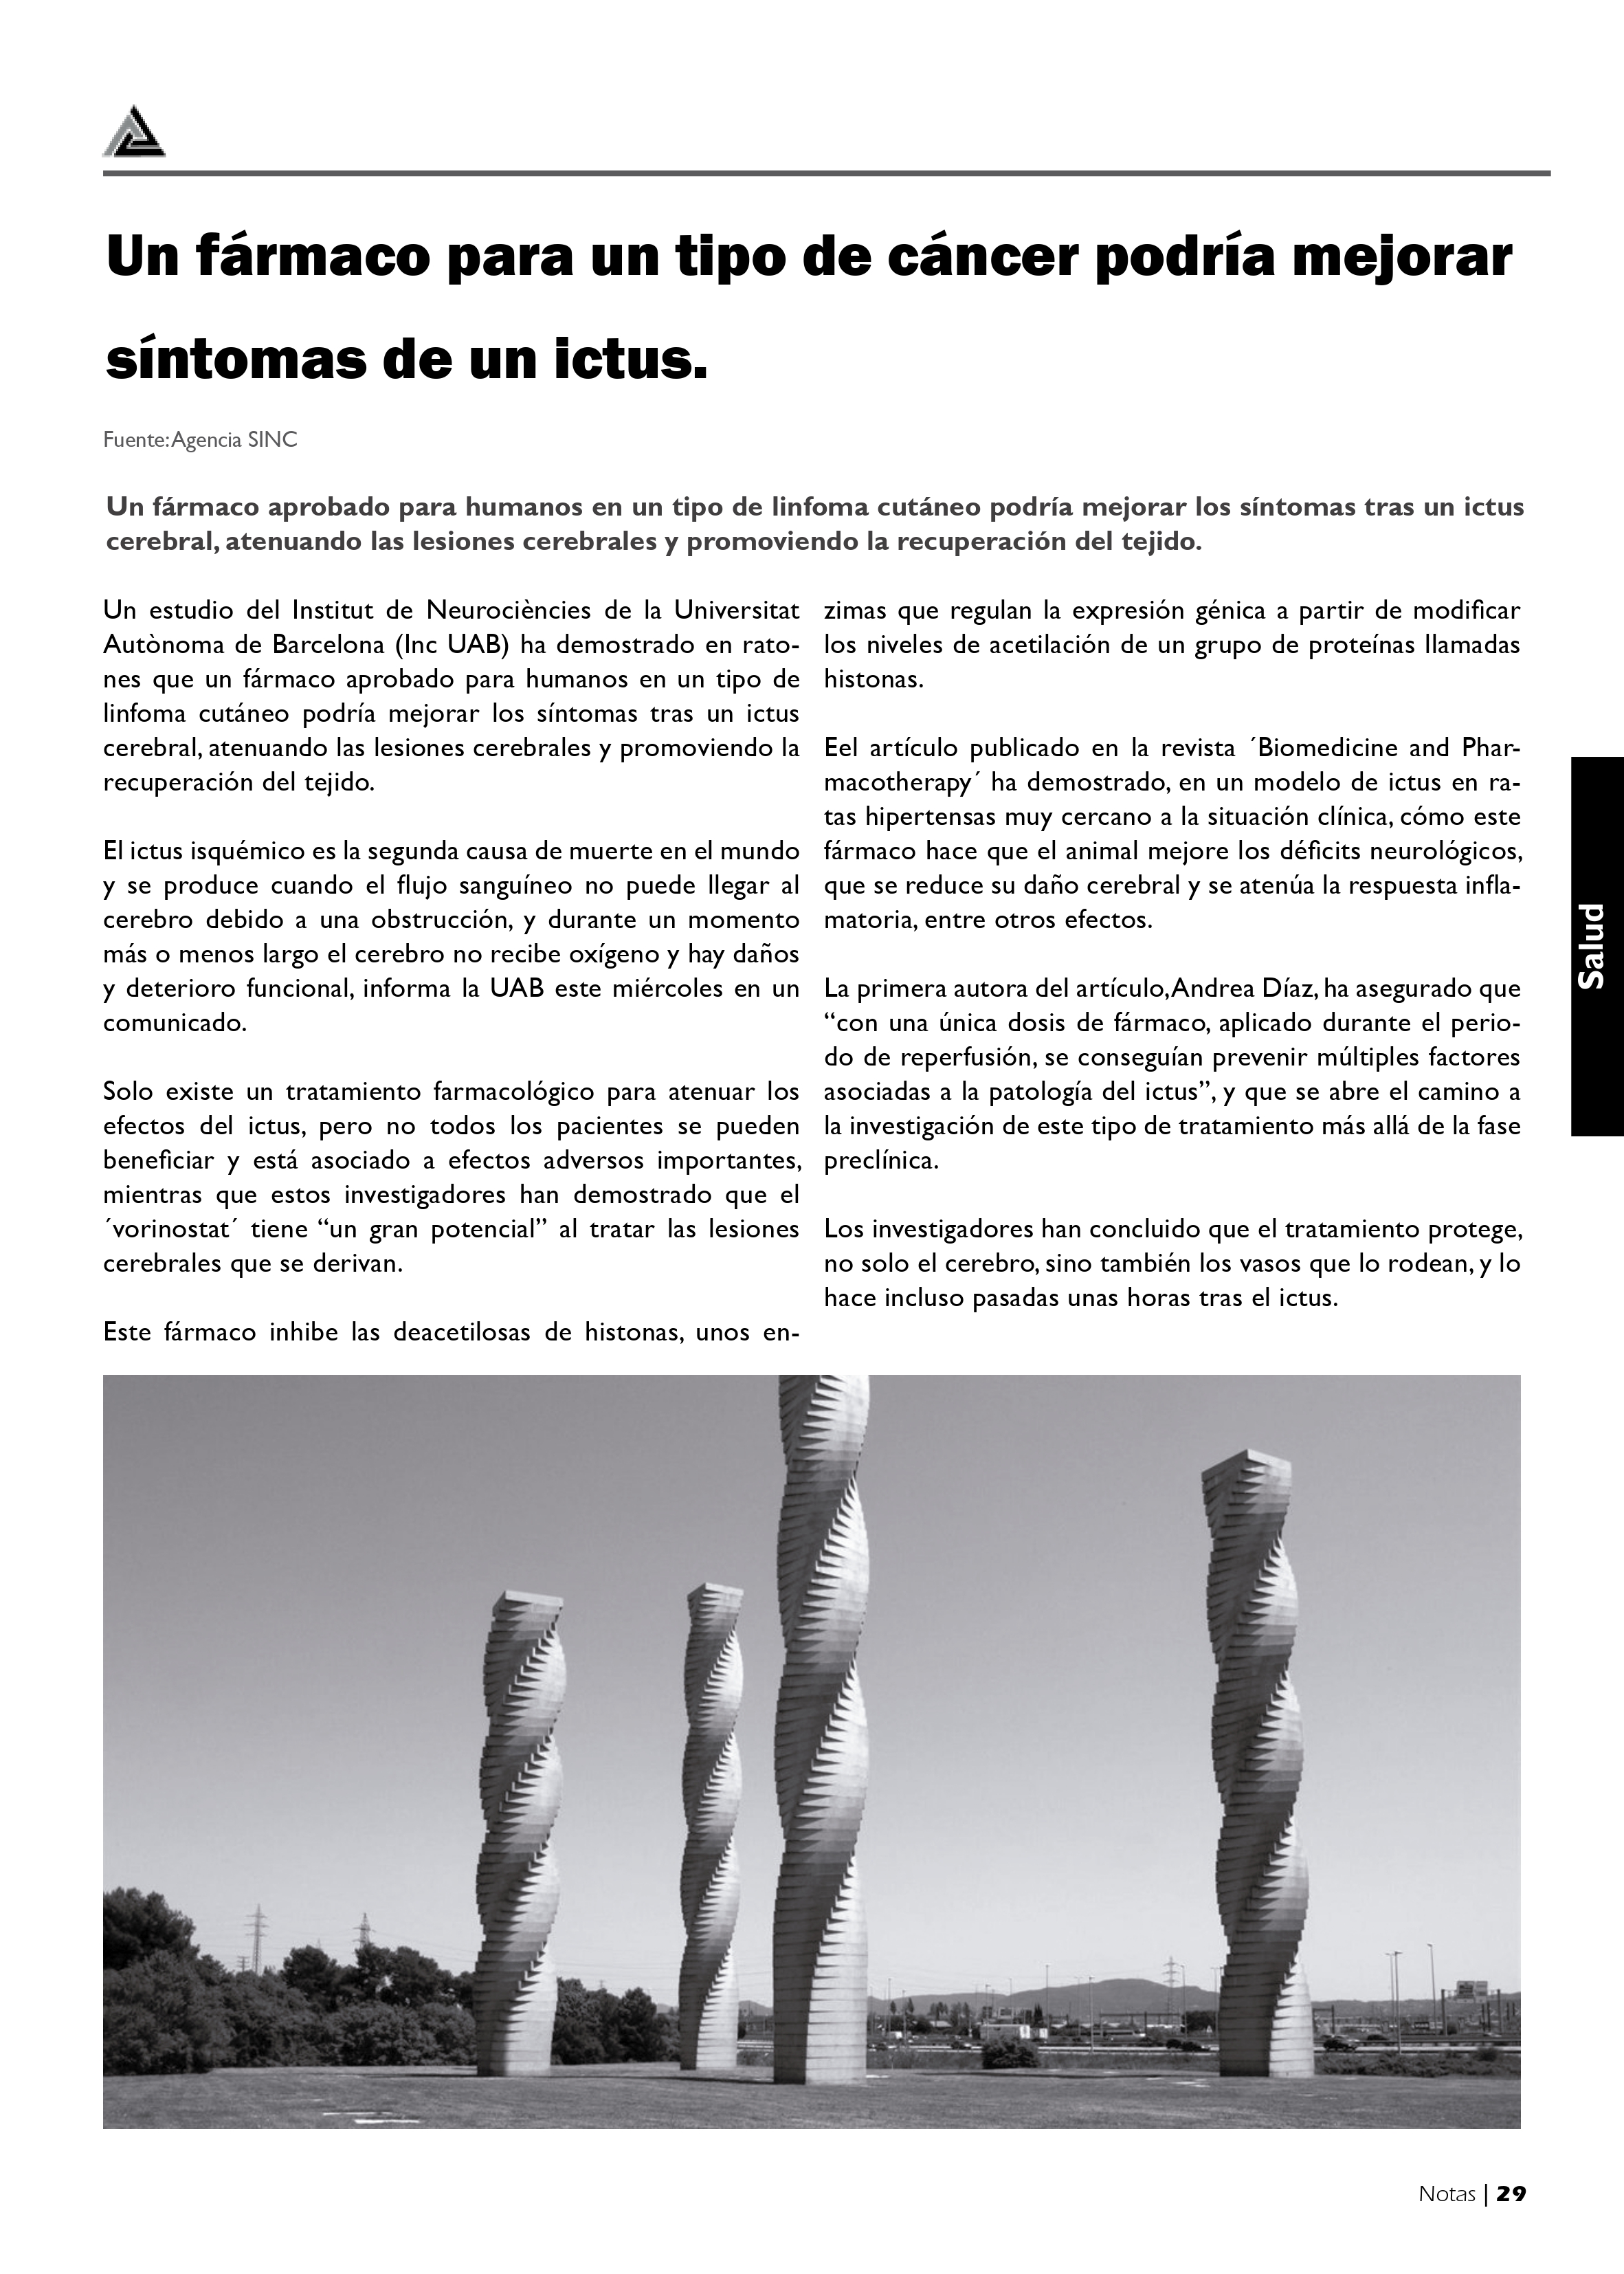 Un fármaco para un tipo de cáncer podría mejorar
síntomas de un ictus.
Fuente: Agencia SINC
Un fármaco aprobado para humanos en un tipo de linfoma cutáneo podría mejorar los síntomas tras un ictus
cerebral, atenuando las lesiones cerebrales y promoviendo la recuperación del tejido.
Un estudio del Institut de Neurociències de la Universitat
Autònoma de Barcelona (Inc UAB) ha demostrado en rato-
nes que un fármaco aprobado para humanos en un tipo de
linfoma cutáneo podría mejorar los síntomas tras un ictus
cerebral, atenuando las lesiones cerebrales y promoviendo la
recuperación del tejido.
El ictus isquémico es la segunda causa de muerte en el mundo
y se produce cuando el flujo sanguíneo no puede llegar al
cerebro debido a una obstrucción, y durante un momento
más o menos largo el cerebro no recibe oxígeno y hay daños
y deterioro funcional, informa la UAB este miércoles en un
comunicado.
Solo existe un tratamiento farmacológico para atenuar los
efectos del ictus, pero no todos los pacientes se pueden
beneficiar y está asociado a efectos adversos importantes,
mientras que estos investigadores han demostrado que el
´vorinostat´ tiene “un gran potencial” al tratar las lesiones
cerebrales que se derivan.
Este fármaco inhibe las deacetilosas de histonas, unos en-
zimas que regulan la expresión génica a partir de modificar
los niveles de acetilación de un grupo de proteínas llamadas
histonas.
Eel artículo publicado en la revista ´Biomedicine and Phar-
macotherapy´ ha demostrado, en un modelo de ictus en ra-
tas hipertensas muy cercano a la situación clínica, cómo este
fármaco hace que el animal mejore los déficits neurológicos,
que se reduce su daño cerebral y se atenúa la respuesta infla-
matoria, entre otros efectos.
La primera autora del artículo, Andrea Díaz, ha asegurado que
“con una única dosis de fármaco, aplicado durante el perio-
do de reperfusión, se conseguían prevenir múltiples factores
asociadas a la patología del ictus”, y que se abre el camino a
la investigación de este tipo de tratamiento más allá de la fase
preclínica.
Los investigadores han concluido que el tratamiento protege,
no solo el cerebro, sino también los vasos que lo rodean, y lo
hace incluso pasadas unas horas tras el ictus.
Salud
Notas | 29